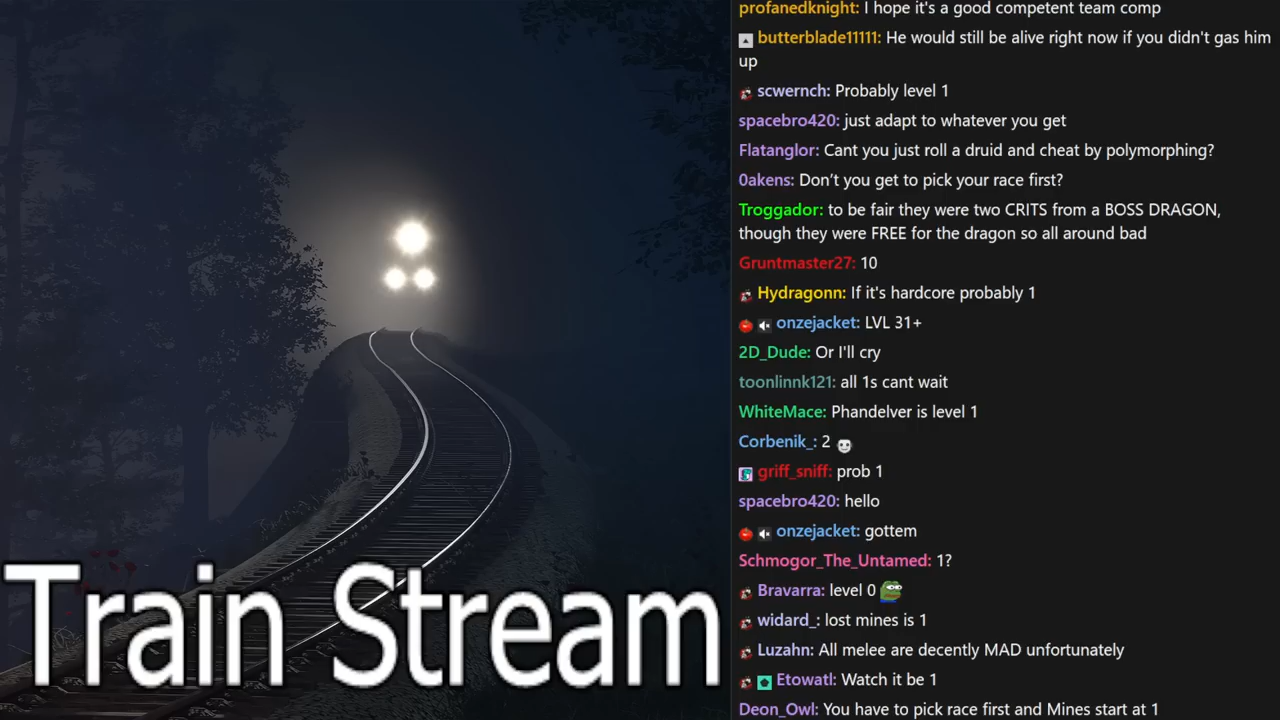 profanedknight: I hope it's a good competent team comp
butterblade11111: He would still be alive right now if you didn't gas him
up
scwernch: Probably level 1
spacebro420: just adapt to whatever you get
Flatanglor: Cant you just roll a druid and cheat by polymorphing?
0akens: Don’t you get to pick your race first?
Troggador: to be fair they were two CRITS from a BOSS DRAGON,
though they were FREE for the dragon so all around bad
Gruntmaster27: 10
Hydragonn: If it's hardcore probably 1
onzejacket: LVL 31+
2D_Dude: Or I'll cry
toonlinnk121: all 1s cant wait
WhiteMace: Phandelver is level 1
Corbenik_: 2
griff_sniff: prob 1
spacebro420: hello
onzejacket: gottem
Schmogor_The_Untamed: 1?
Bravarra: level 0
widard_: lost mines is 1
Luzahn: All melee are decently MAD unfortunately
Etowatl: Watch it be 1
Deon_Owl: You have to pick race first and Mines start at 1
Train Stream